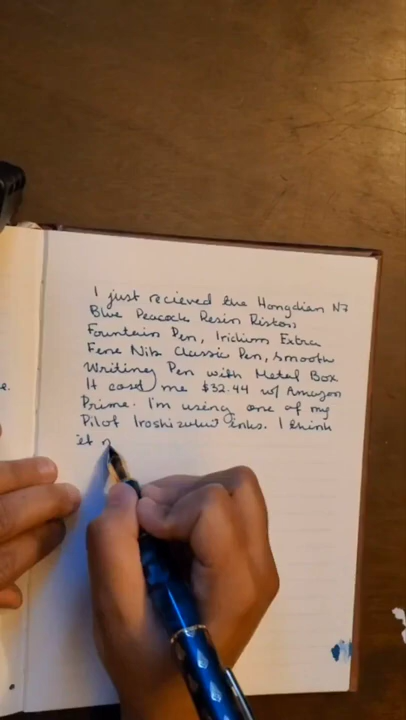 I just recieved the Hongdian N7
Blue Peacock Resin Piston
Fountain Pen, Iridium Extra
Fine Nib Classic Pen, Smooth
Writing Pen with Metal Box
It cost me $32.44 w/ Amazon
Prime. I'm using one of my
Pilot Iroshizuku inks. I think
it